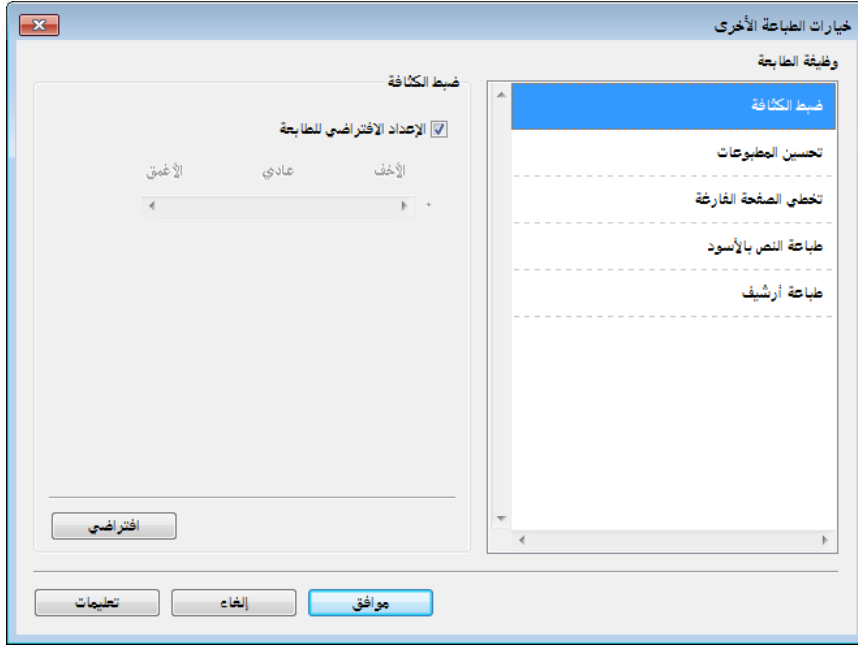 خيارات الطباعة الأخرى
وظيفة الطابعة
ضبط الكثافة
تحسين المطبوعات
تخطي الصفحة الفارغة
طباعة النص بالأسود
طباعة أرشيف
ضبط الكثافة
الإعداد الافتراضي للطابعة
الأخف عادي الأغمق
افتراضي
موافق إلغاء تعليمات